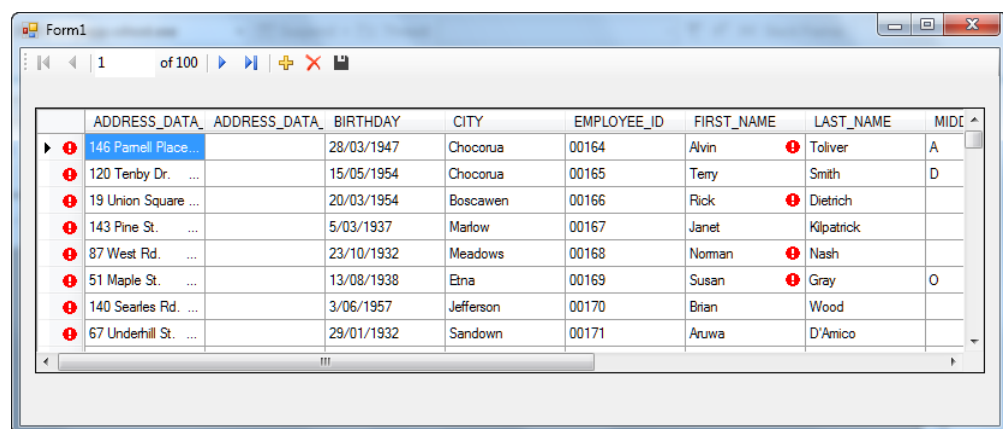 Form1
1 of 100
ADDRESS_DATA_ ADDRESS_DATA_ BIRTHDAY CITY EMPLOYEE_ID FIRST_NAME LAST_NAME MIDD
146 Parnell Place... 28/03/1947 Chocorua 00164 Alvin Toliver A
120 Tenby Dr. ... 15/05/1954 Chocorua 00165 Terry Smith D
19 Union Square ... 20/03/1954 Boscawen 00166 Rick Dietrich
143 Pine St. ... 5/03/1937 Marlow 00167 Janet Kilpatrick
87 West Rd. ... 23/10/1932 Meadows 00168 Norman Nash
51 Maple St. ... 13/08/1938 Etna 00169 Susan Gray O
140 Searles Rd. ... 3/06/1957 Jefferson 00170 Brian Wood
67 Underhill St. ... 29/01/1932 Sandown 00171 Aruwa D'Amico